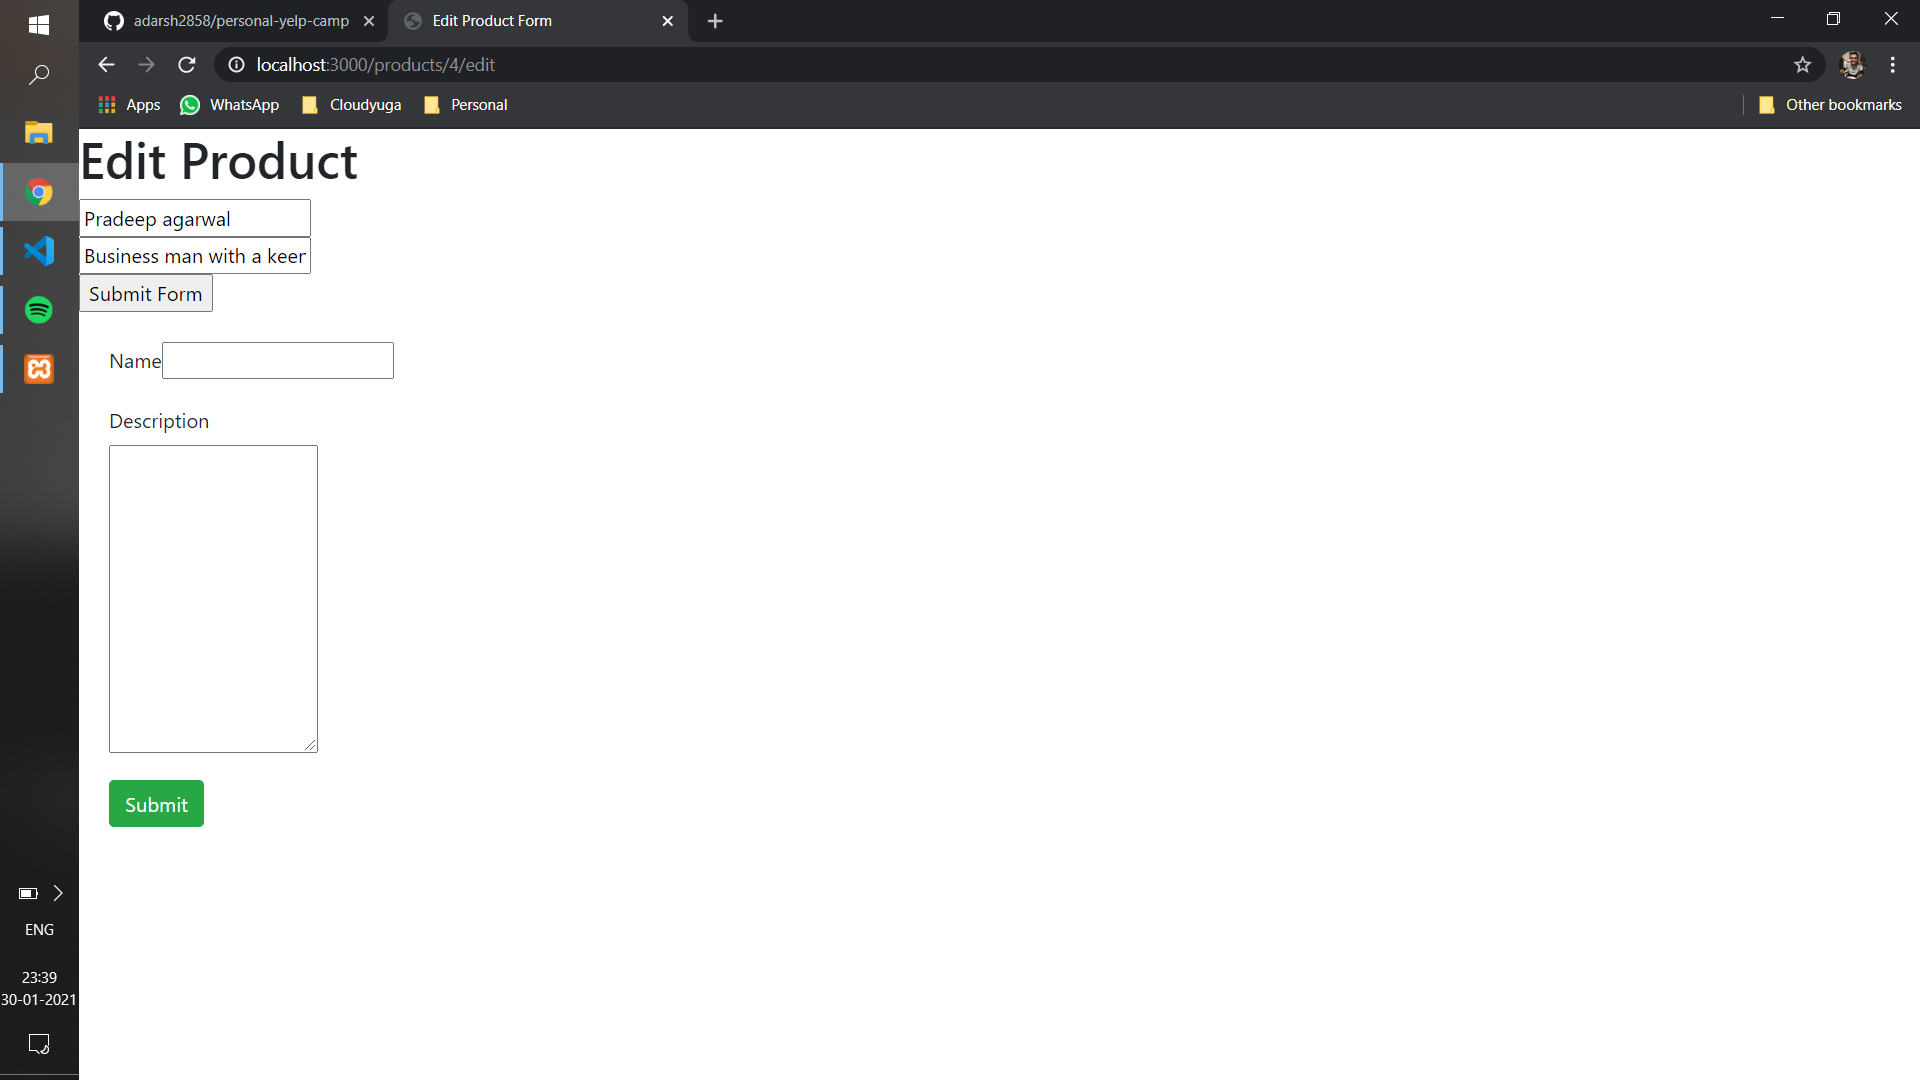 adarsh2858/personal-yelp-camp
Edit Product Form
localhost:3000/products/4/edit
Apps
WhatsApp
Cloudyuga
Personal
Other bookmarks
Edit Product
Pradeep agarwal
Business man with a keen
Submit Form
Name
Description
Submit
ENG
23:39
30-01-2021